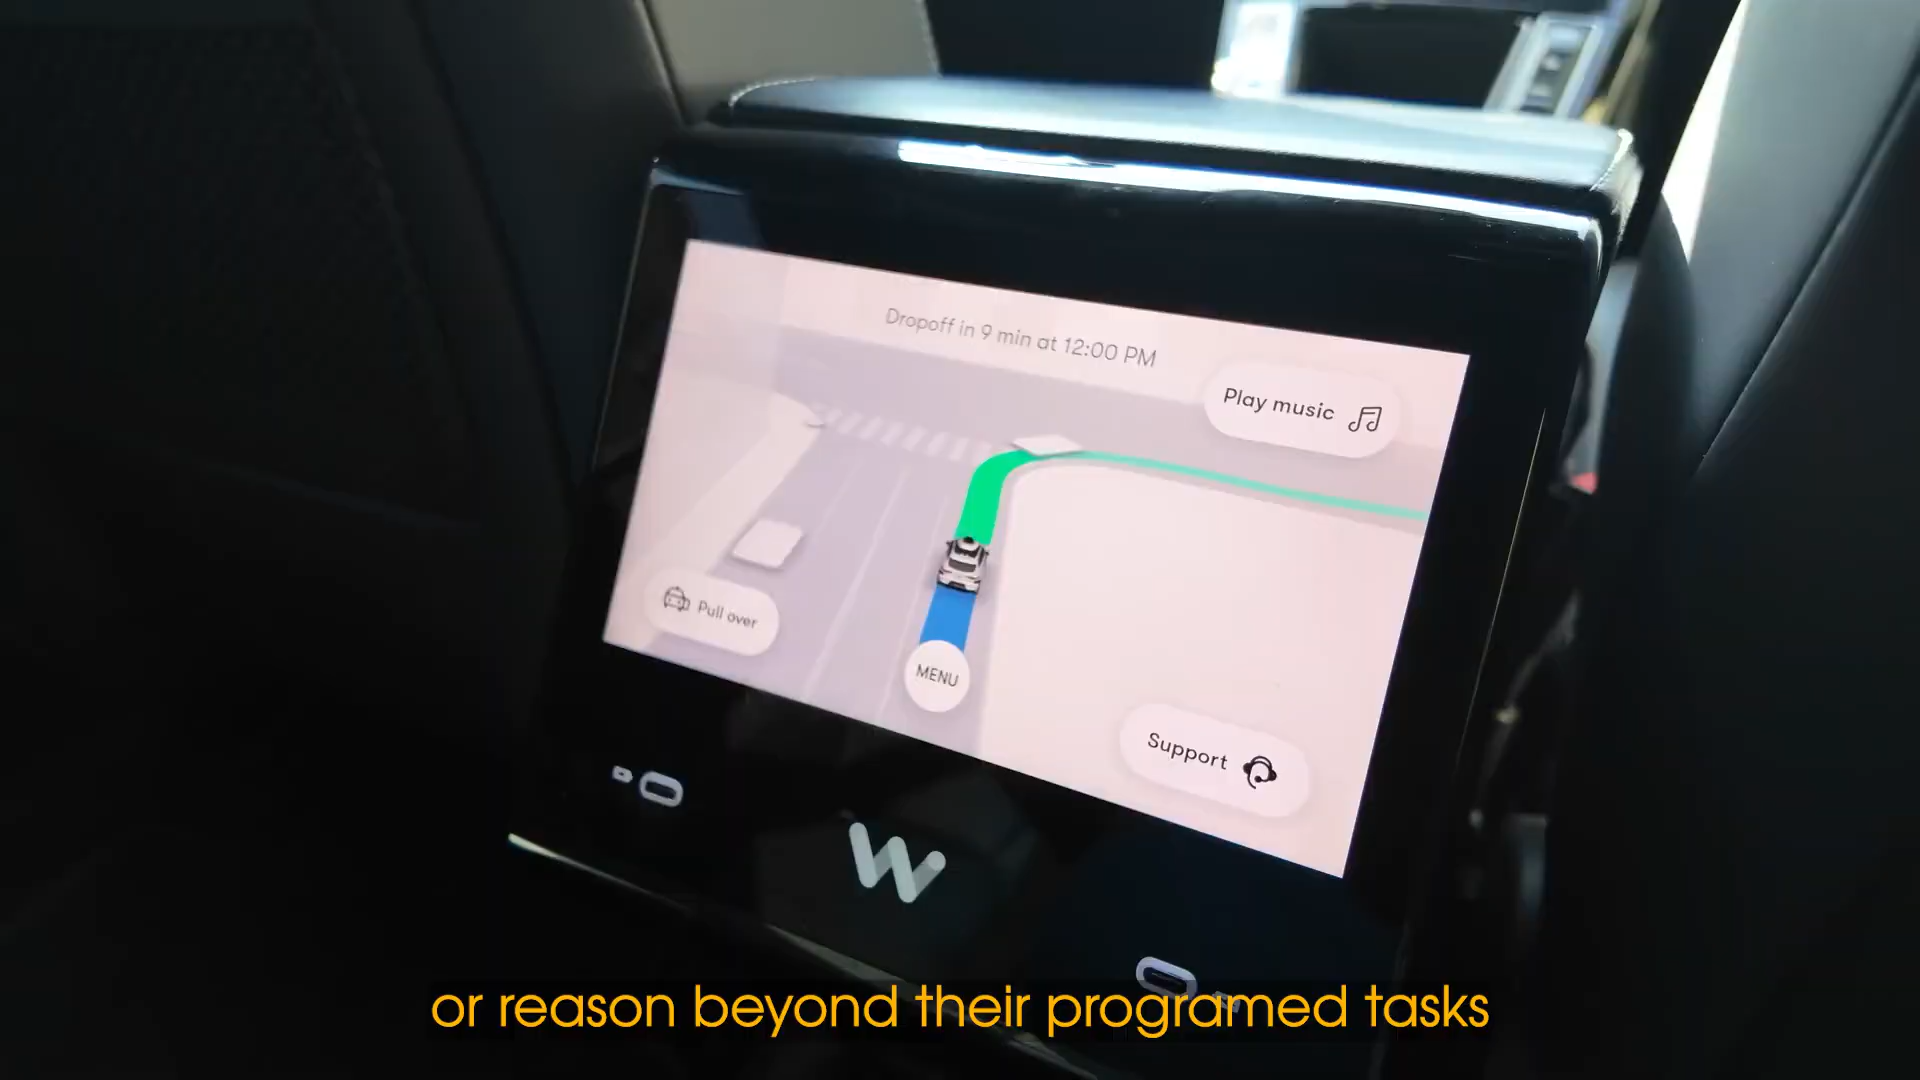 Dropoff in 9 min at 12:00 PM
Play music
Pull over
MENU
Support
W
or reason beyond their programed tasks